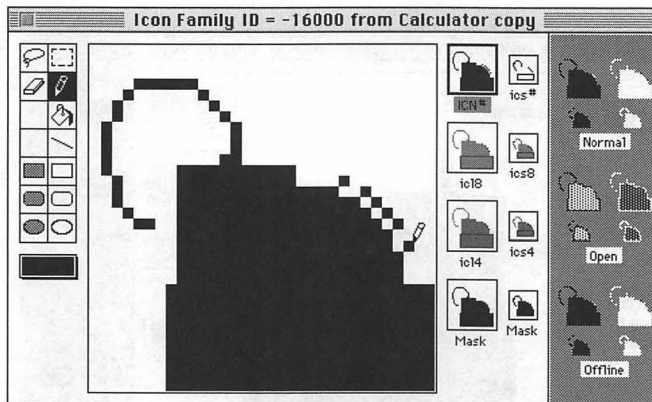 Icon Family ID = -16000 from Calculator copy
ICN#
ics#
Normal
icl8
ics8
Open
icl4
ics4
Mask
Mask
Offline